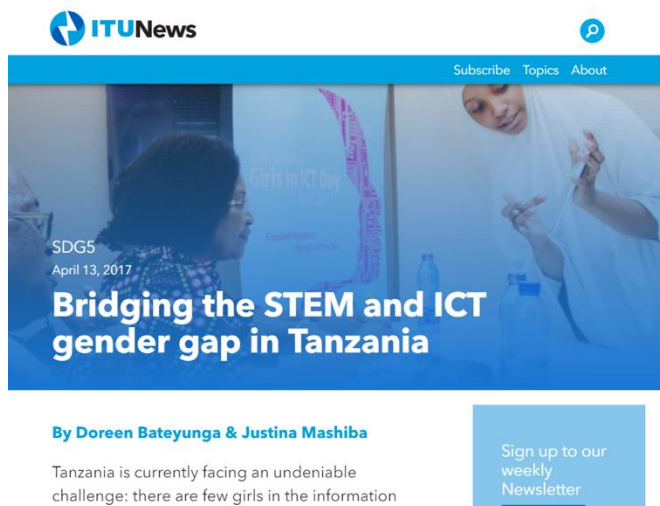 ITUNews
Subscribe Topics About
Girls in ICT Day
SDG5
April 13, 2017
Bridging the STEM and ICT
gender gap in Tanzania
By Doreen Bateyunga & Justina Mashiba
Tanzania is currently facing an undeniable
challenge: there are few girls in the information
Sign up to our
weekly
Newsletter